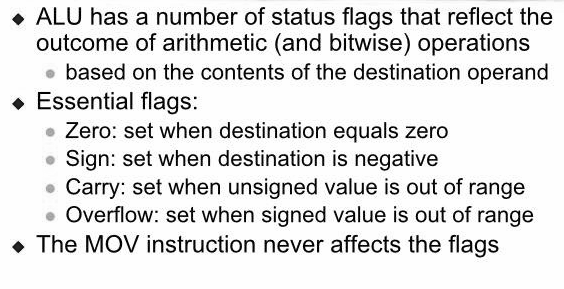 ◆ ALU has a number of status flags that reflect the
outcome of arithmetic (and bitwise) operations
● based on the contents of the destination operand
◆ Essential flags:
● Zero: set when destination equals zero
● Sign: set when destination is negative
● Carry: set when unsigned value is out of range
● Overflow: set when signed value is out of range
◆ The MOV instruction never affects the flags